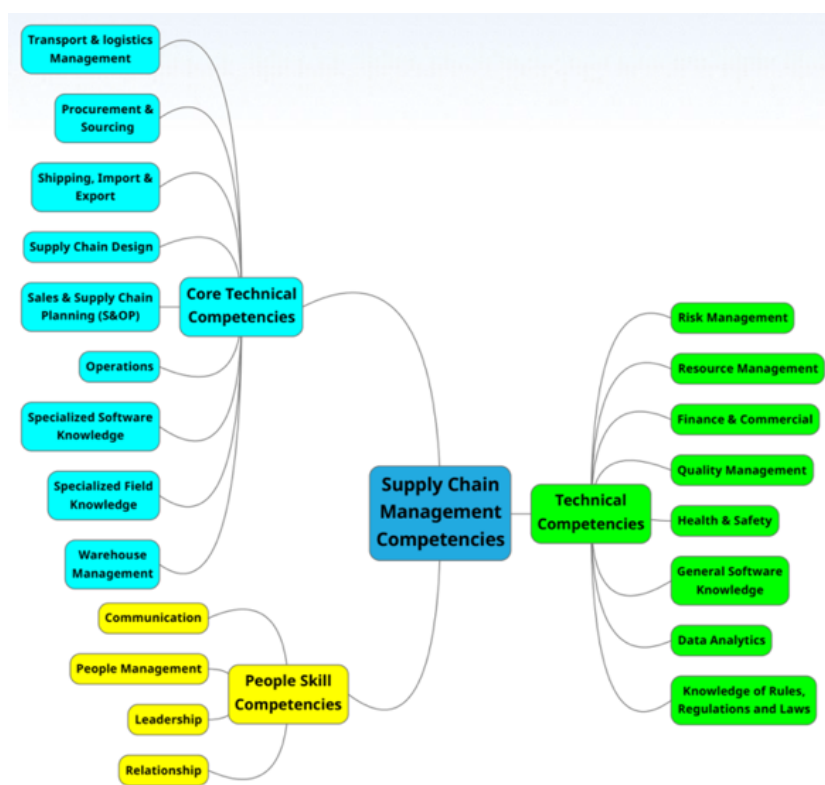 Transport & logistics
Management
Procurement &
Sourcing
Shipping, Import &
Export
Supply Chain Design
Sales & Supply Chain
Planning (S&OP)
Operations
Specialized Software
Knowledge
Specialized Field
Knowledge
Warehouse
Management
Core Technical
Competencies
Communication
People Management
Leadership
Relationship
People Skill
Competencies
Supply Chain
Management
Competencies
Technical
Competencies
Risk Management
Resource Management
Finance & Commercial
Quality Management
Health & Safety
General Software
Knowledge
Data Analytics
Knowledge of Rules,
Regulations and Laws